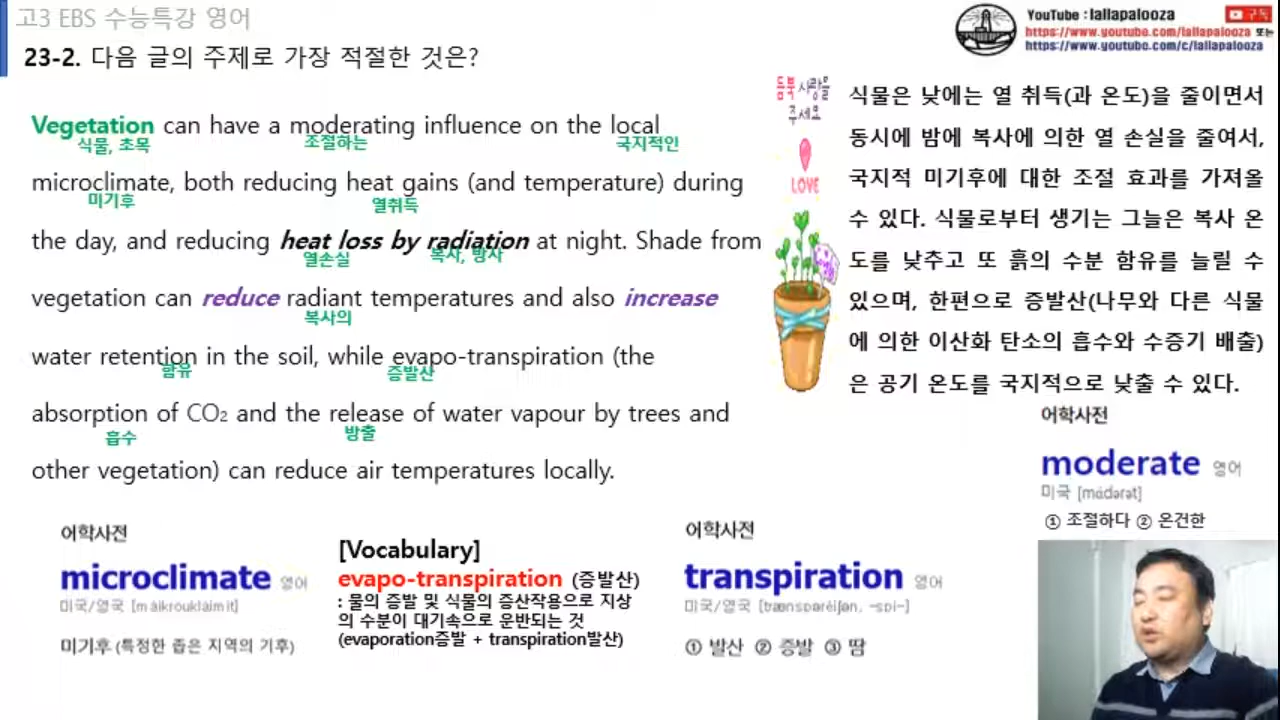 고3 EBS 수능특강 영어
YouTube : lallapalooza
구독
https://www.youtube.com/lallapalooza 또는
https://www.youtube.com/c/lallapalooza
23-2. 다음 글의 주제로 가장 적절한 것은?
Vegetation can have a moderating influence on the local
식물, 초목 조절하는 국지적인
microclimate, both reducing heat gains (and temperature) during
미기후 열취득
the day, and reducing heat loss by radiation at night. Shade from
열손실 복사, 방사
vegetation can reduce radiant temperatures and also increase
복사의
water retention in the soil, while evapo-transpiration (the
함유 증발산
absorption of CO2 and the release of water vapour by trees and
흡수 방출
other vegetation) can reduce air temperatures locally.
듬뿍 사랑을
주세요
LOVE
식물은 낮에는 열 취득(과 온도)을 줄이면서
동시에 밤에 복사에 의한 열 손실을 줄여서,
국지적 미기후에 대한 조절 효과를 가져올
수 있다. 식물로부터 생기는 그늘은 복사 온
도를 낮추고 또 흙의 수분 함유를 늘릴 수
있으며, 한편으로 증발산(나무와 다른 식물
에 의한 이산화 탄소의 흡수와 수증기 배출)
은 공기 온도를 국지적으로 낮출 수 있다.
어학사전
moderate 영어
미국 [mɑ́dərət]
① 조절하다 ② 온건한
어학사전
microclimate 영어
미국/영국 [máikrouklàimit]
미기후 (특정한 좁은 지역의 기후)
[Vocabulary]
evapo-transpiration (증발산)
: 물의 증발 및 식물의 증산작용으로 지상
의 수분이 대기속으로 운반되는 것
(evaporation증발 + transpiration발산)
어학사전
transpiration 영어
미국/영국 [trænspəréiʃən, -spi-]
① 발산 ② 증발 ③ 땀